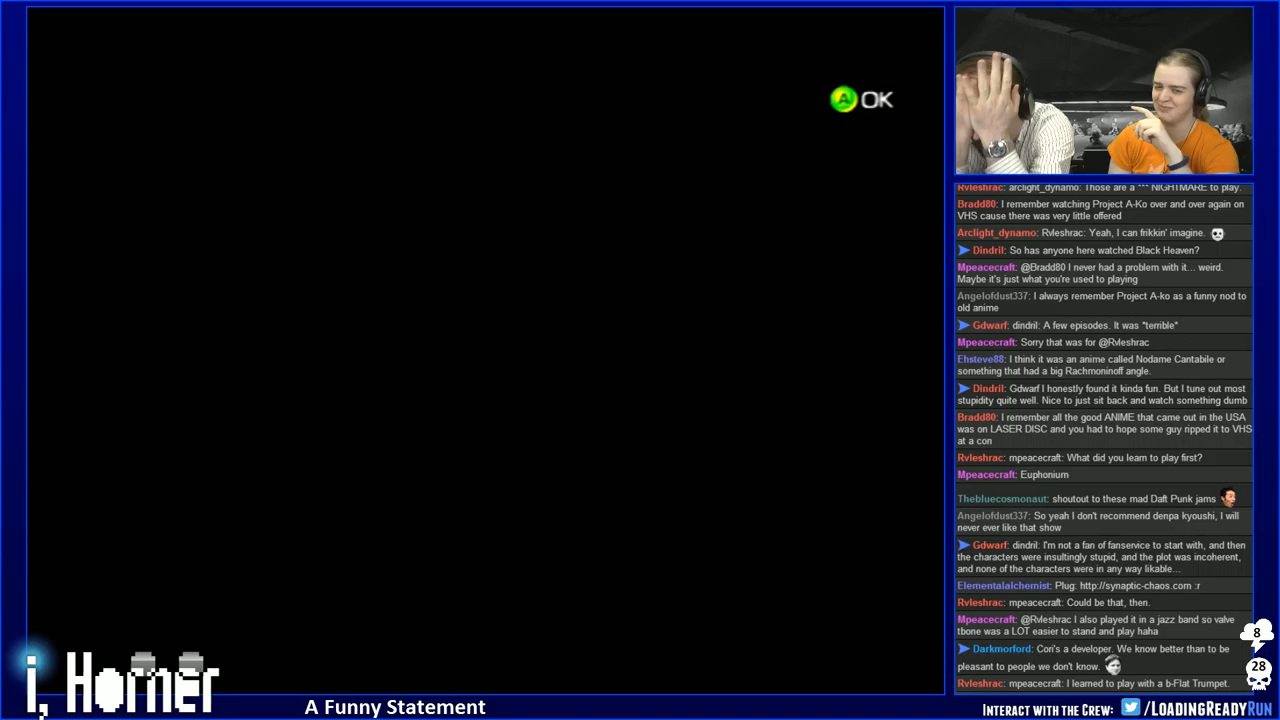 A OK
Rvleshrac: arclight_dynamo: Those are a *** NIGHTMARE to play.
Bradd80: I remember watching Project A-Ko over and over again on
VHS cause there was very little offered
Arclight_dynamo: Rvleshrac: Yeah, I can frikkin' imagine.
Dindril: So has anyone here watched Black Heaven?
Mpeacecraft: @Bradd80 I never had a problem with it... weird.
Maybe it's just what you're used to playing
Angelofdust337: I always remember Project A-ko as a funny nod to
old anime
Gdwarf: dindril: A few episodes. It was *terrible*
Mpeacecraft: Sorry that was for @Rvleshrac
Ehsteve88: I think it was an anime called Nodame Cantabile or
something that had a big Rachmoninoff angle.
Dindril: Gdwarf I honestly found it kinda fun. But I tune out most
stupidity quite well. Nice to just sit back and watch something dumb
Bradd80: I remember all the good ANIME that came out in the USA
was on LASER DISC and you had to hope some guy ripped it to VHS
at a con
Rvleshrac: mpeacecraft: What did you learn to play first?
Mpeacecraft: Euphonium
Thebluecosmonaut: shoutout to these mad Daft Punk jams
Angelofdust337: So yeah I don't recommend denpa kyoushi, I will
never ever like that show
Gdwarf: dindril: I'm not a fan of fanservice to start with, and then
the characters were insultingly stupid, and the plot was incoherent,
and none of the characters were in any way likable...
Elementalalchemist: Plug: http://synaptic-chaos.com :r
Rvleshrac: mpeacecraft: Could be that, then.
Mpeacecraft: @Rvleshrac I also played it in a jazz band so valve
tbone was a LOT easier to stand and play haha
Darkmorford: Cori's a developer. We know better than to be
pleasant to people we don't know.
Rvleshrac: mpeacecraft: I learned to play with a b-Flat Trumpet.
8
28
i, Horner
A Funny Statement
INTERACT WITH THE CREW: /LOADINGREADYRUN